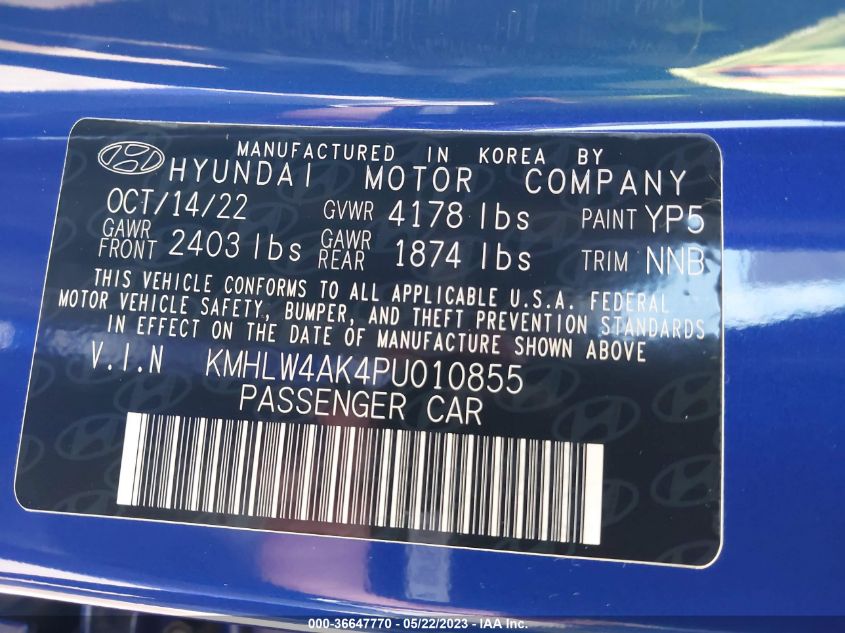 MANUFACTURED IN KOREA BY
HYUNDAI MOTOR COMPANY
OCT/14/22 GVWR 4178 lbs PAINT YP5
GAWR FRONT 2403 lbs GAWR REAR 1874 lbs TRIM NNB
THIS VEHICLE CONFORMS TO ALL APPLICABLE U.S.A. FEDERAL
MOTOR VEHICLE SAFETY, BUMPER, AND THEFT PREVENTION STANDARDS
IN EFFECT ON THE DATE OF MANUFACTURE SHOWN ABOVE
V.I.N KMHLW4AK4PU010855
PASSENGER CAR
000-36647770 - 05/22/2023 - IAA Inc.